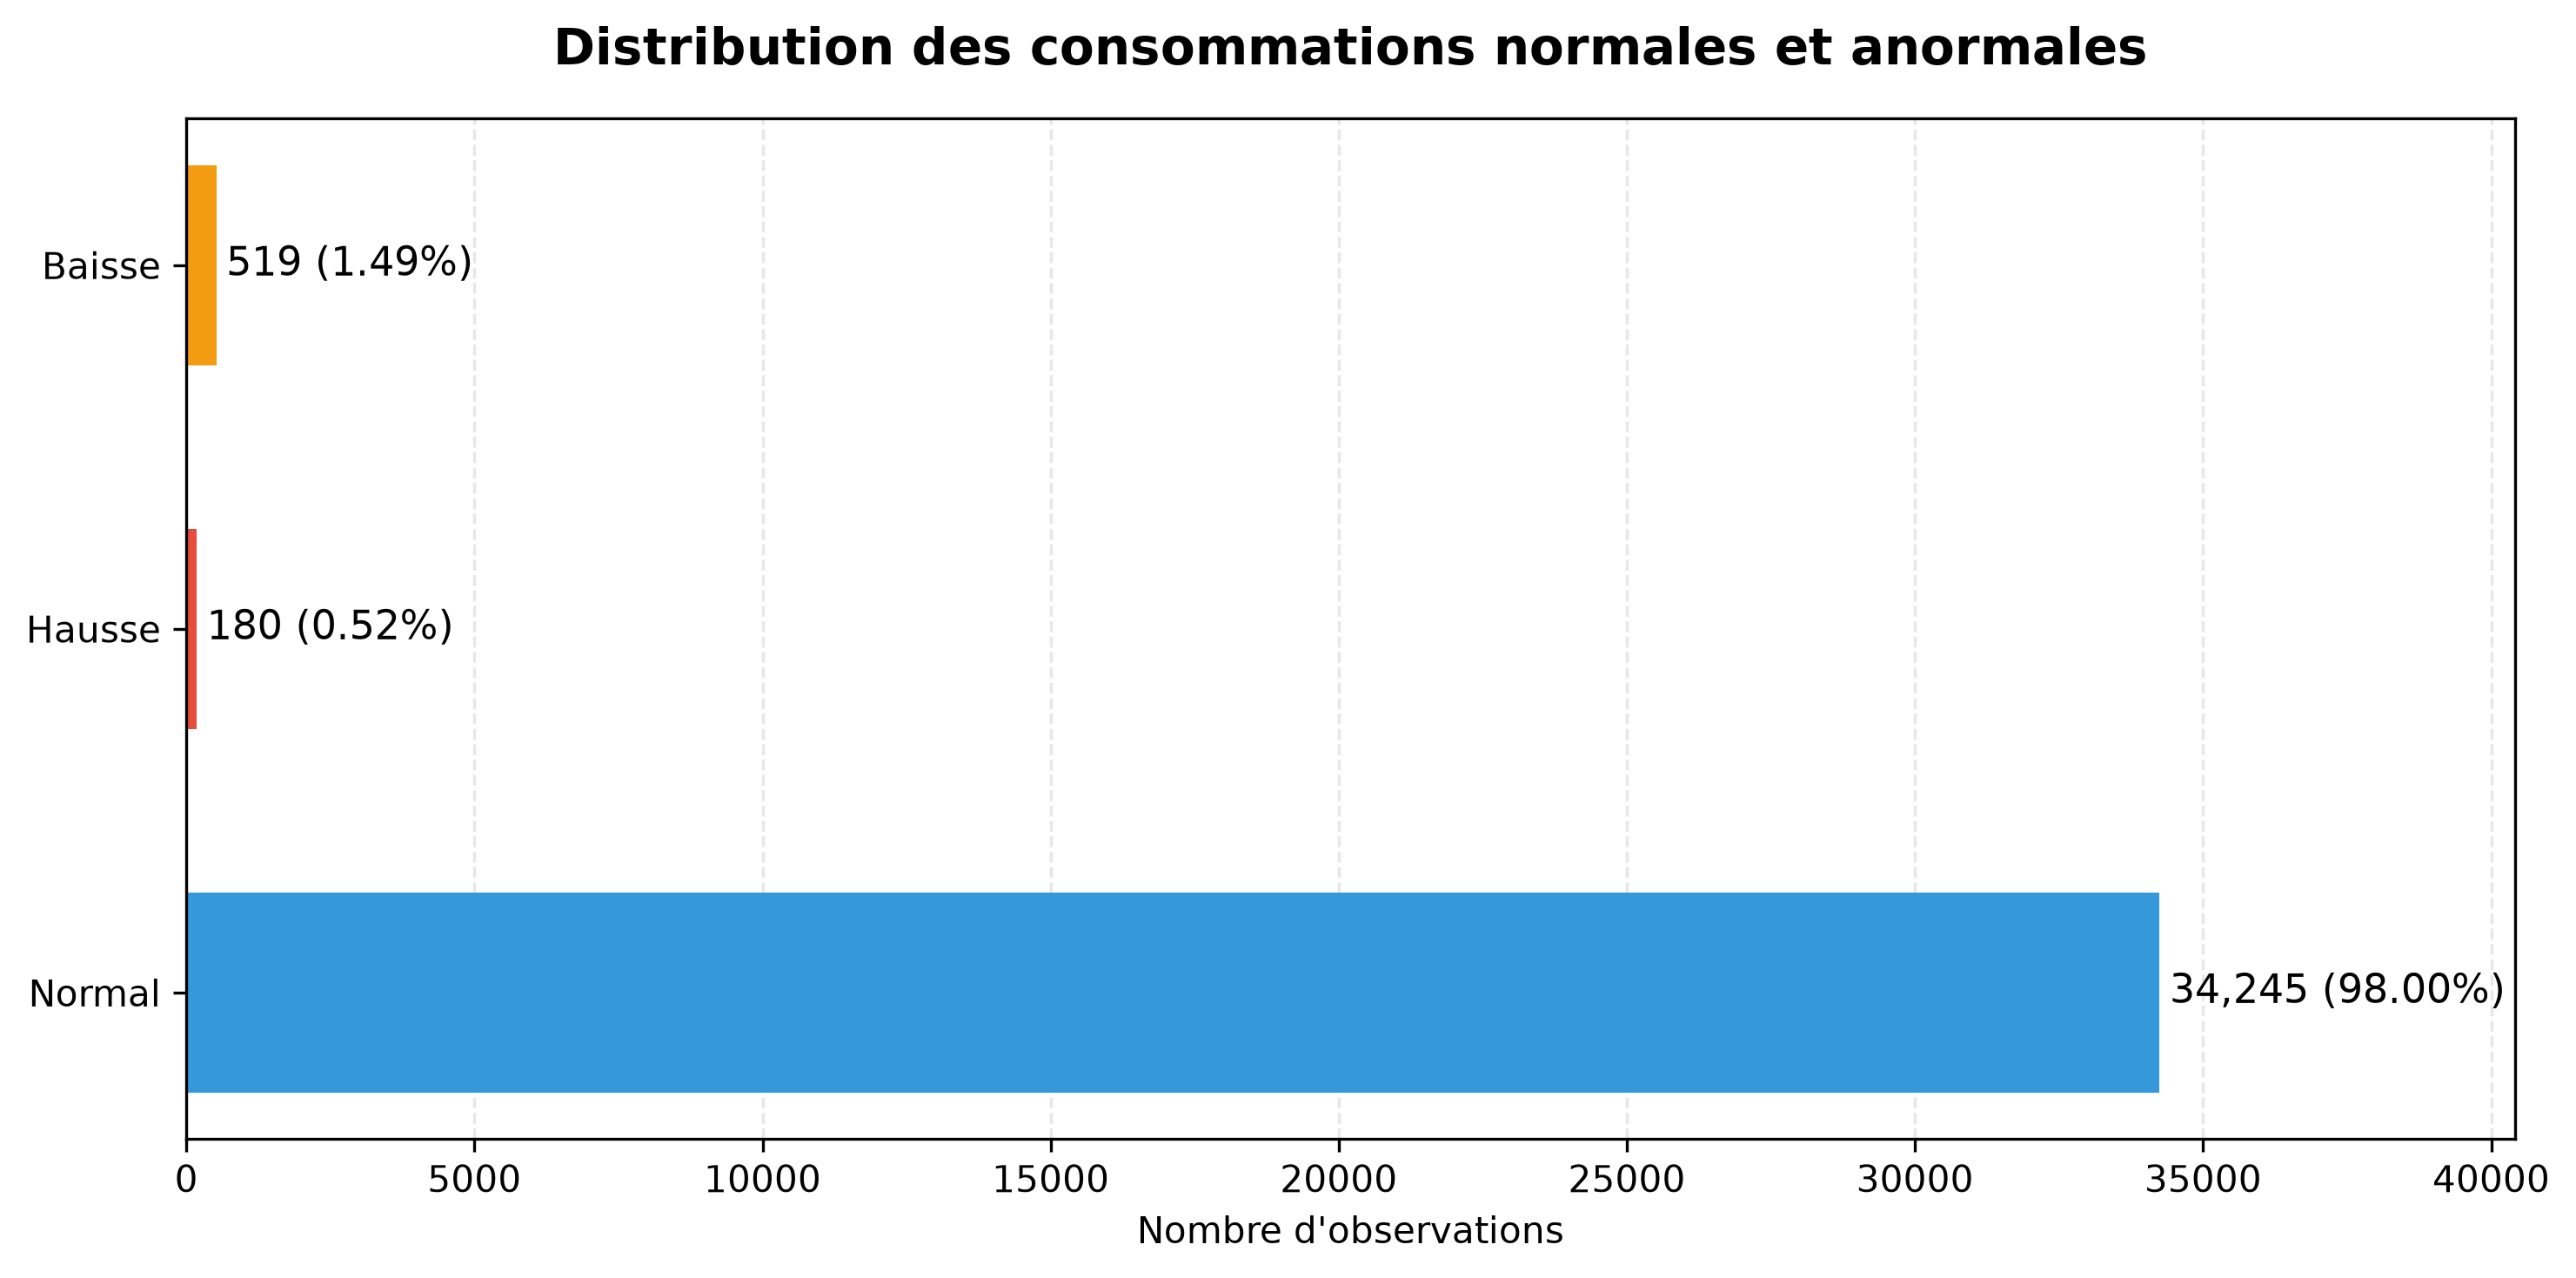 Distribution des consommations normales et anormales
Baisse
519 (1.49%)
Hausse
180 (0.52%)
Normal
34,245 (98.00%)
0 5000 10000 15000 20000 25000 30000 35000 40000
Nombre d'observations